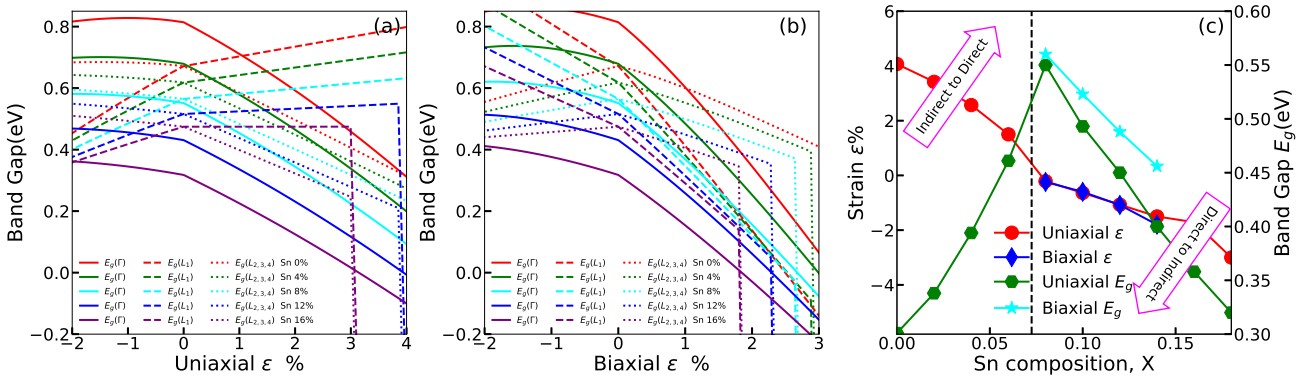 (a)
Band Gap(eV)
0.8
0.6
0.4
0.2
0.0
−0.2
E_g(Γ) E_g(L_1) E_g(L_{2,3,4}) Sn 0%
E_g(Γ) E_g(L_1) E_g(L_{2,3,4}) Sn 4%
E_g(Γ) E_g(L_1) E_g(L_{2,3,4}) Sn 8%
E_g(Γ) E_g(L_1) E_g(L_{2,3,4}) Sn 12%
E_g(Γ) E_g(L_1) E_g(L_{2,3,4}) Sn 16%
−2 −1 0 1 2 3 4
Uniaxial ε %
(b)
Band Gap(eV)
0.8
0.6
0.4
0.2
0.0
−0.2
E_g(Γ) E_g(L_1) E_g(L_{2,3,4}) Sn 0%
E_g(Γ) E_g(L_1) E_g(L_{2,3,4}) Sn 4%
E_g(Γ) E_g(L_1) E_g(L_{2,3,4}) Sn 8%
E_g(Γ) E_g(L_1) E_g(L_{2,3,4}) Sn 12%
E_g(Γ) E_g(L_1) E_g(L_{2,3,4}) Sn 16%
−2 −1 0 1 2 3
Biaxial ε %
(c)
Strain ε%
6
4
2
0
−2
−4
Indirect to Direct
Direct to Indirect
Uniaxial ε
Biaxial ε
Uniaxial E_g
Biaxial E_g
0.00 0.05 0.10 0.15
Sn composition, X
0.60
0.55
0.50
0.45
0.40
0.35
0.30
Band Gap E_g(eV)